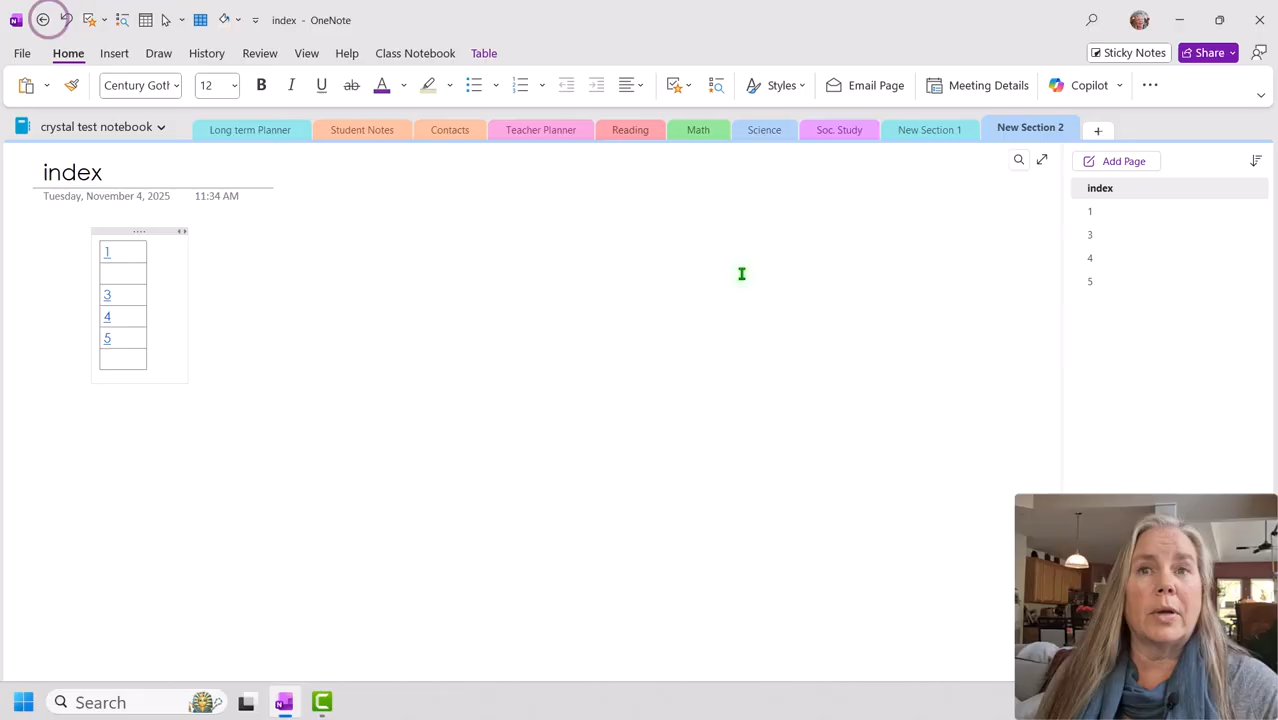 index - OneNote
File Home Insert Draw History Review View Help Class Notebook Table
Sticky Notes Share
Century Goth 12 B I U ab A Styles Email Page Meeting Details Copilot
crystal test notebook Long term Planner Student Notes Contacts Teacher Planner Reading Math Science Soc. Study New Section 1 New Section 2
Add Page
index
Tuesday, November 4, 2025 11:34 AM
1
3
4
5
index
1
3
4
5
Search